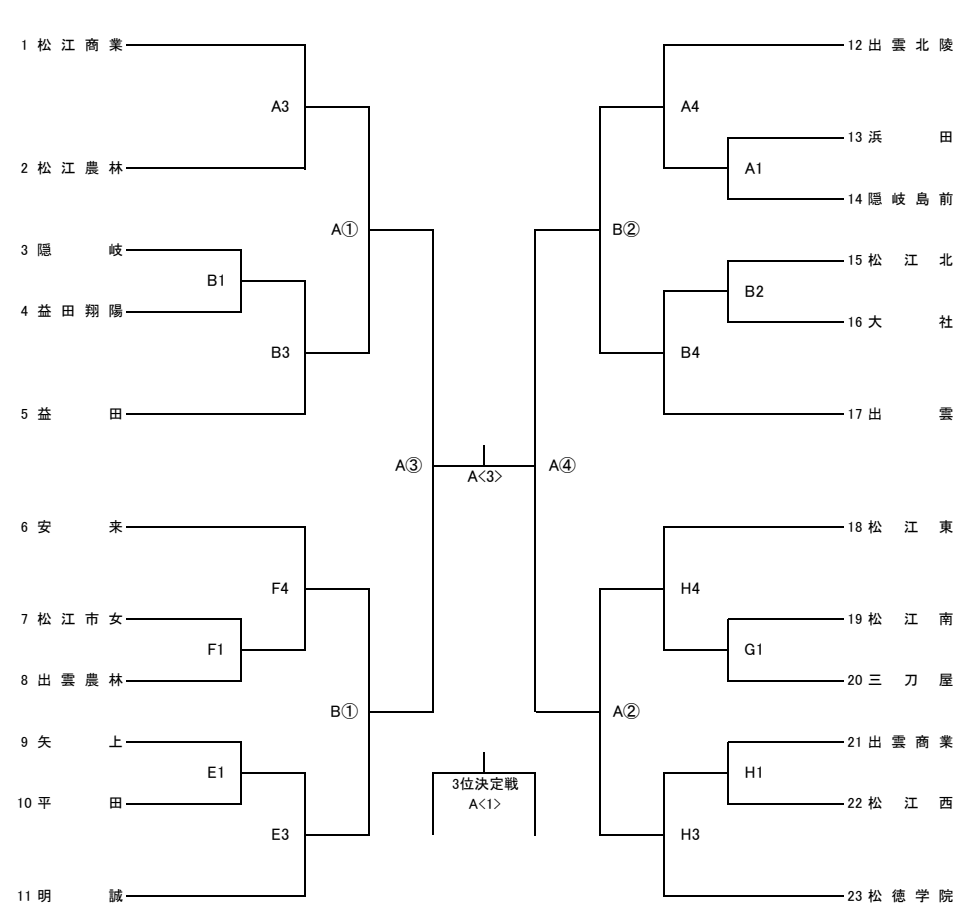 1 松江商業
A3
2 松江農林
A①
3 隠岐
B1
4 益田翔陽
B3
5 益田
A③
6 安来
F4
7 松江市女
F1
8 出雲農林
B①
9 矢上
E1
10 平田
E3
11 明誠
A<3>
3位決定戦
A<1>
12 出雲北陵
A4
13 浜田
A1
14 隠岐島前
B②
15 松江北
B2
16 大社
B4
17 出雲
A④
18 松江東
H4
19 松江南
G1
20 三刀屋
A②
21 出雲商業
H1
22 松江西
H3
23 松徳学院